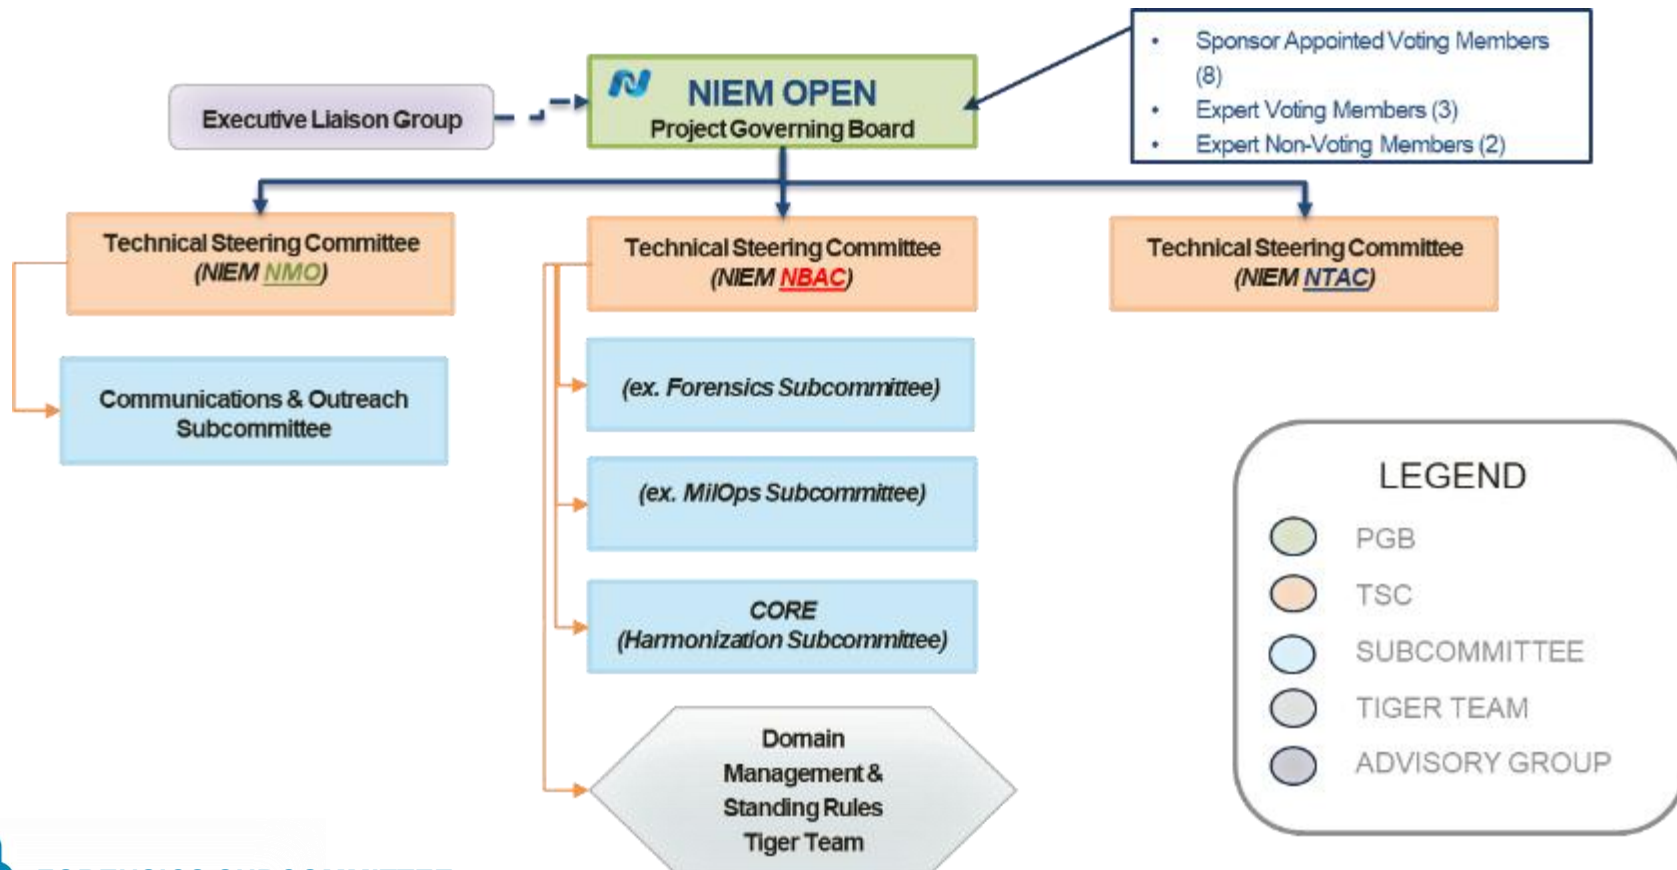 • Sponsor Appointed Voting Members
(8)
• Expert Voting Members (3)
• Expert Non-Voting Members (2)
NIEM OPEN
Project Governing Board
Executive Liaison Group
Technical Steering Committee
(NIEM NMO)
Technical Steering Committee
(NIEM NBAC)
Technical Steering Committee
(NIEM NTAC)
Communications & Outreach
Subcommittee
(ex. Forensics Subcommittee)
(ex. MilOps Subcommittee)
CORE
(Harmonization Subcommittee)
Domain
Management &
Standing Rules
Tiger Team
LEGEND
PGB
TSC
SUBCOMMITTEE
TIGER TEAM
ADVISORY GROUP